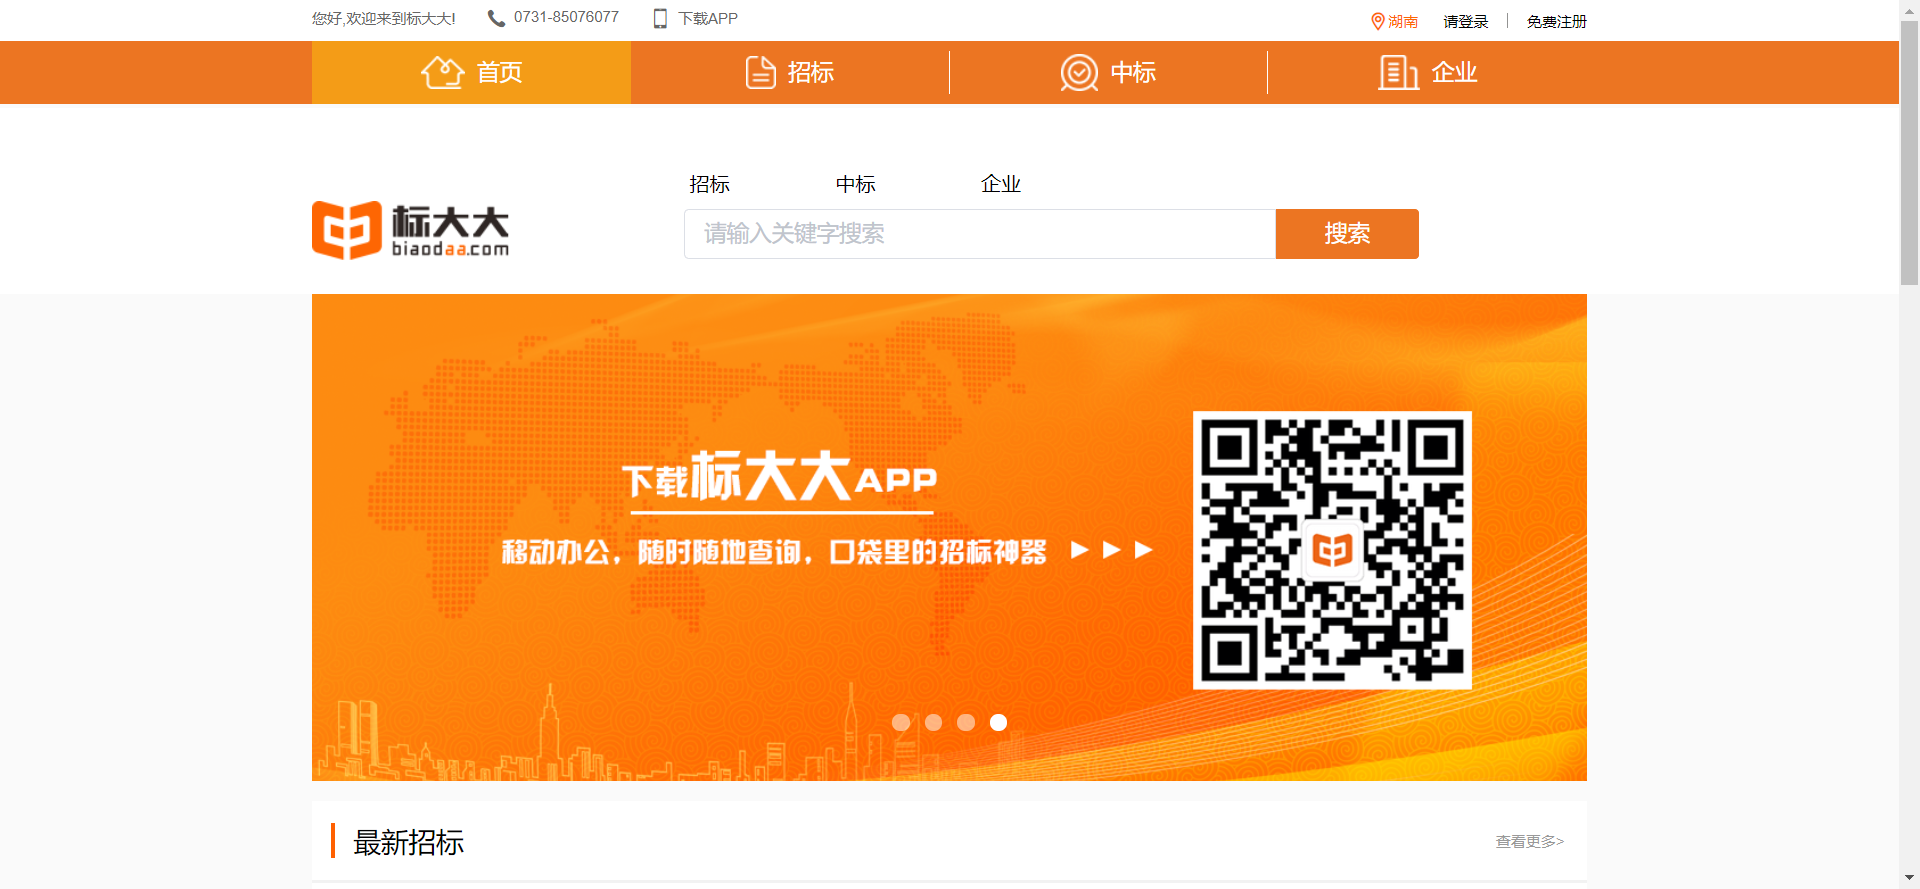 您好,欢迎来到标大大!
0731-85076077
下载APP
湖南
请登录
免费注册
首页
招标
中标
企业
招标
中标
企业
标大大
biaodaa.com
请输入关键字搜索
搜索
下载标大大APP
移动办公，随时随地查询，口袋里的招标神器
最新招标
查看更多>